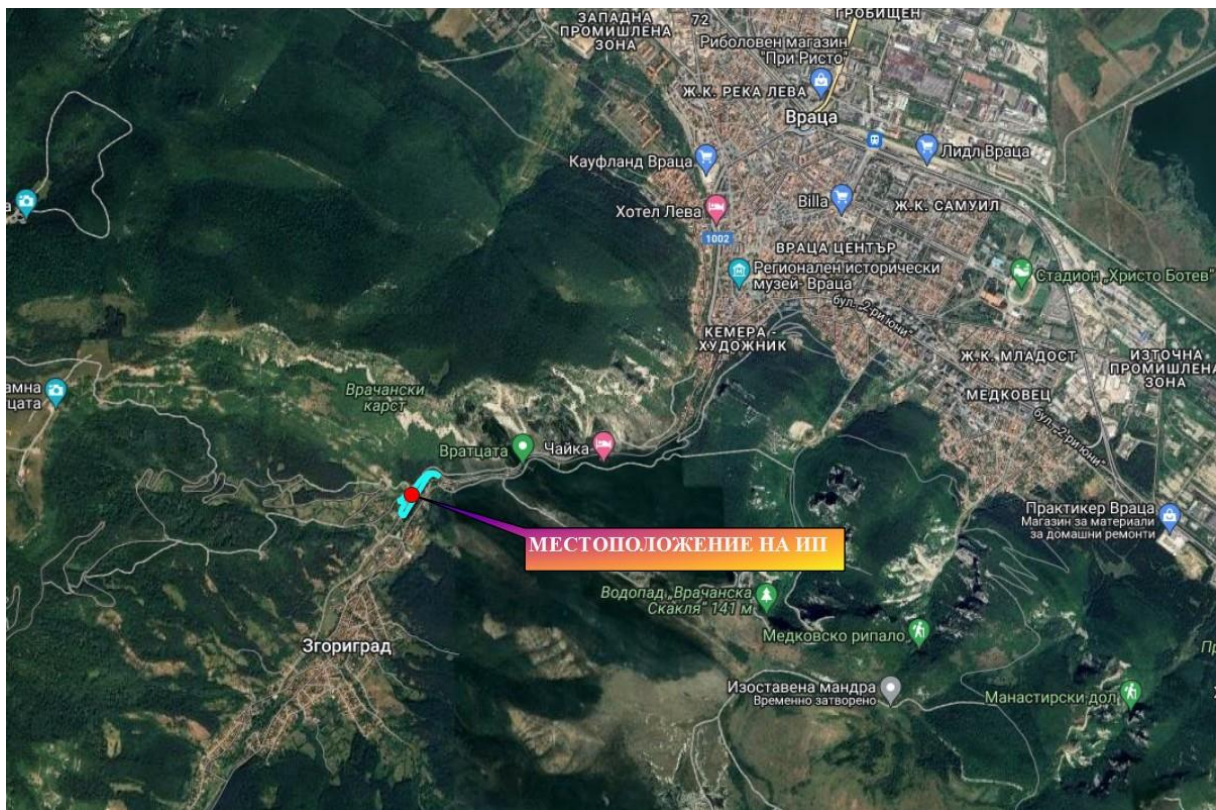 ЗАПАДНА
ПРОМИШЛЕНА
ЗОНА
72
ГРОБИЩЕН
Риболовен магазин
"При Ристо"
Ж.К. РЕКА ЛЕВА
Враца
Лидл Враца
Кауфланд Враца
Billa
Ж.К. САМУИЛ
Хотел Лева
1002
ВРАЦА ЦЕНТЪР
Регионален исторически
музей- Враца
Стадион „Христо Ботев"
бул. „2-ри юни"
КЕМЕРА -
ХУДОЖНИК
Ж.К. МЛАДОСТ
ИЗТОЧНА
ПРОМИШЛЕНА
ЗОНА
МЕДКОВЕЦ
бул. „2-ри юни"
Врачански
карст
Вратцата
Чайка
Практикер Враца
Магазин за материали
за домашни ремонти
МЕСТОПОЛОЖЕНИЕ НА ИП
Водопад „Врачанска
Скакля" 141 м
Медковско рипало
Згориград
Изоставена мандра
Временно затворено
Манастирски дол